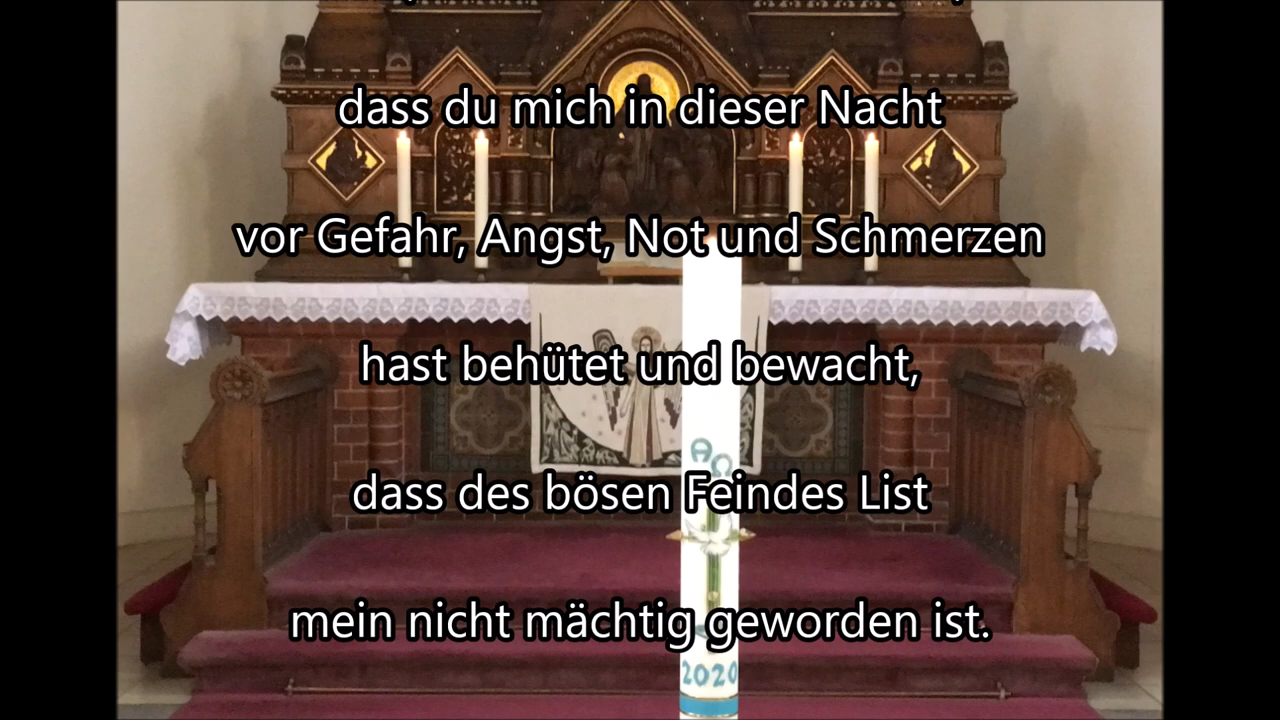 dass du mich in dieser Nacht
vor Gefahr, Angst, Not und Schmerzen
hast behütet und bewacht,
dass des bösen Feindes List
mein nicht mächtig geworden ist.
Α Ω
2020